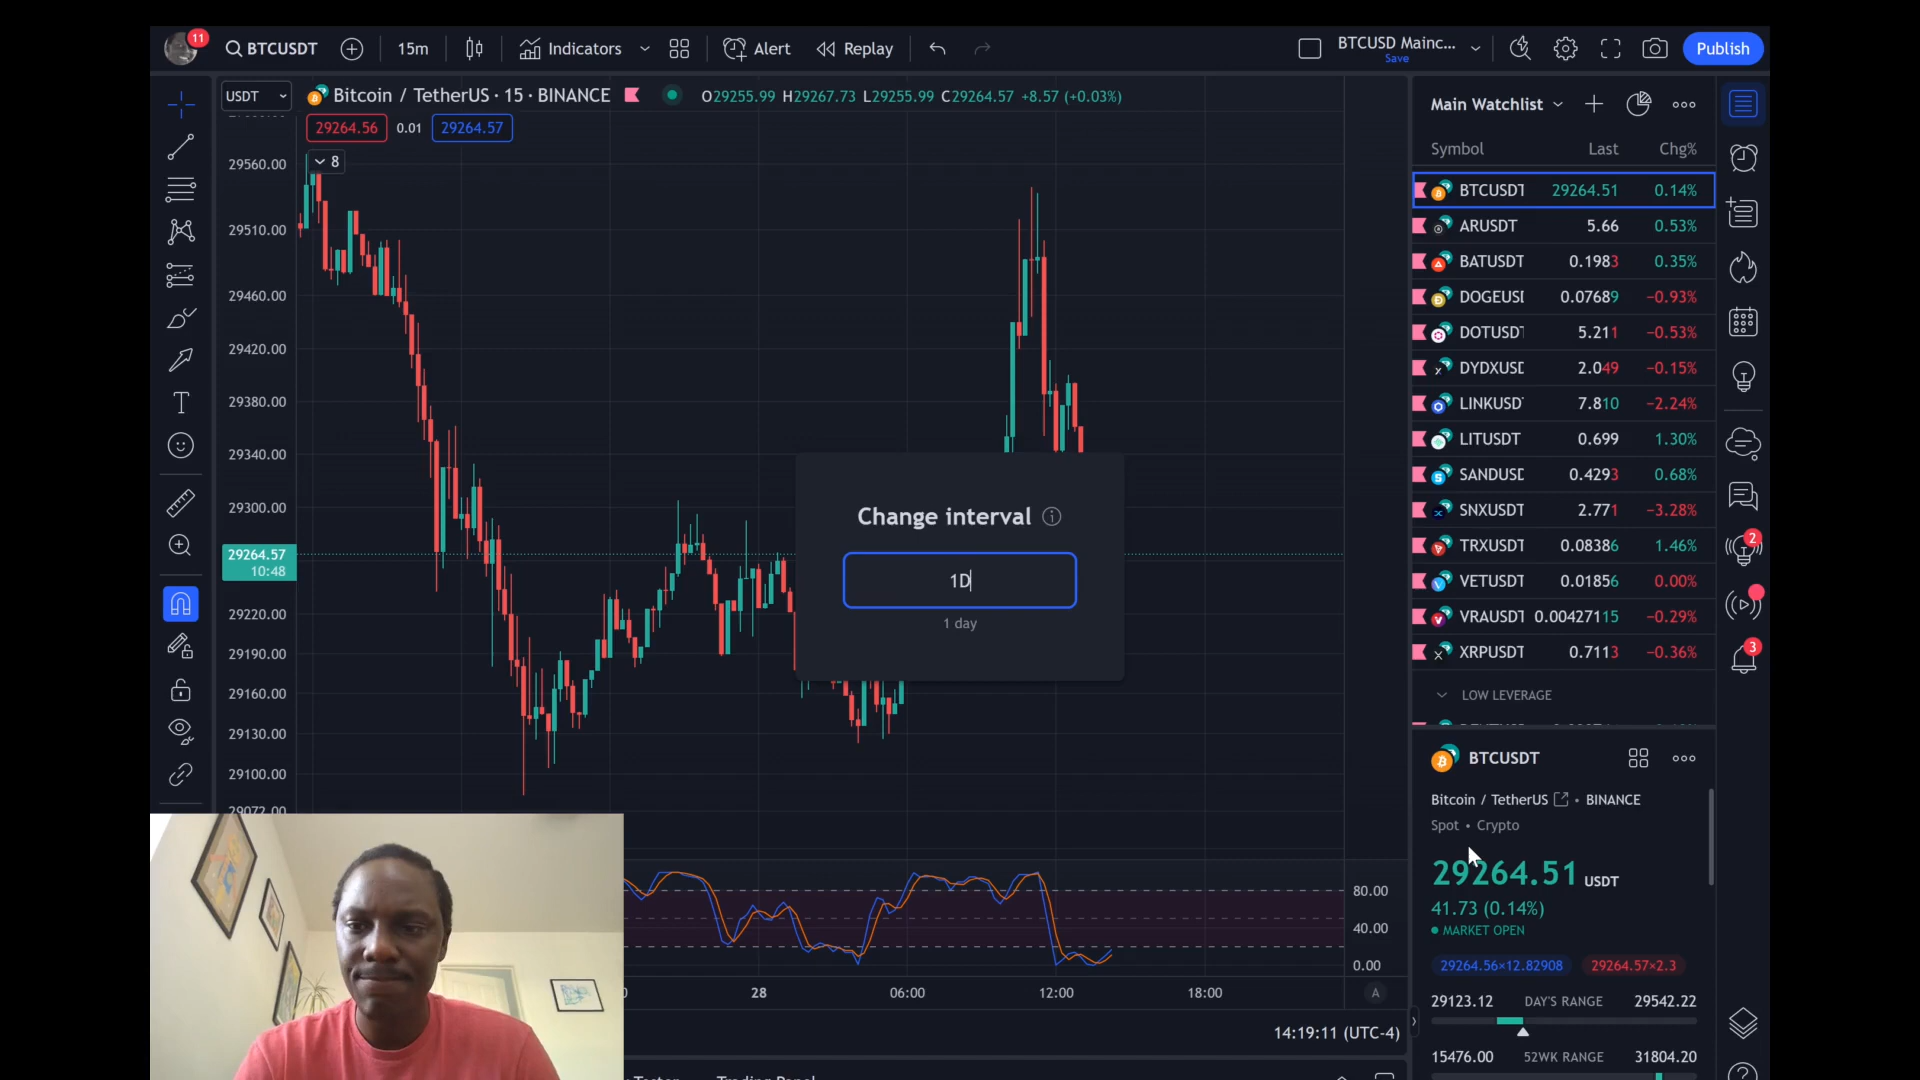 11
BTCUSDT
15m
Indicators
Alert
Replay
BTCUSD Mainc...
Save
Publish
USDT
Bitcoin / TetherUS · 15 · BINANCE
O29255.99 H29267.73 L29255.99 C29264.57 +8.57 (+0.03%)
29264.56
0.01
29264.57
8
29560.00
29510.00
29460.00
29420.00
29380.00
29340.00
29300.00
29264.57
10:48
29220.00
29190.00
29160.00
29130.00
29100.00
29072.00
Change interval
1D
1 day
80.00
40.00
0.00
28
06:00
12:00
18:00
A
14:19:11 (UTC-4)
Trading Panel
Main Watchlist
Symbol Last Chg%
BTCUSDT 29264.51 0.14%
ARUSDT 5.66 0.53%
BATUSDT 0.1983 0.35%
DOGEUSI 0.07689 −0.93%
DOTUSDT 5.211 −0.53%
DYDXUSD 2.049 −0.15%
LINKUSD 7.810 −2.24%
LITUSDT 0.699 1.30%
SANDUSD 0.4293 0.68%
SNXUSDT 2.771 −3.28%
TRXUSDT 0.08386 1.46%
VETUSDT 0.01856 0.00%
VRAUSDT 0.00427115 −0.29%
XRPUSDT 0.7113 −0.36%
LOW LEVERAGE
BTCUSDT
Bitcoin / TetherUS • BINANCE
Spot • Crypto
29264.51 USDT
41.73 (0.14%)
MARKET OPEN
29264.56×12.82908
29264.57×2.3
29123.12 DAY'S RANGE 29542.22
15476.00 52WK RANGE 31804.20
2
3